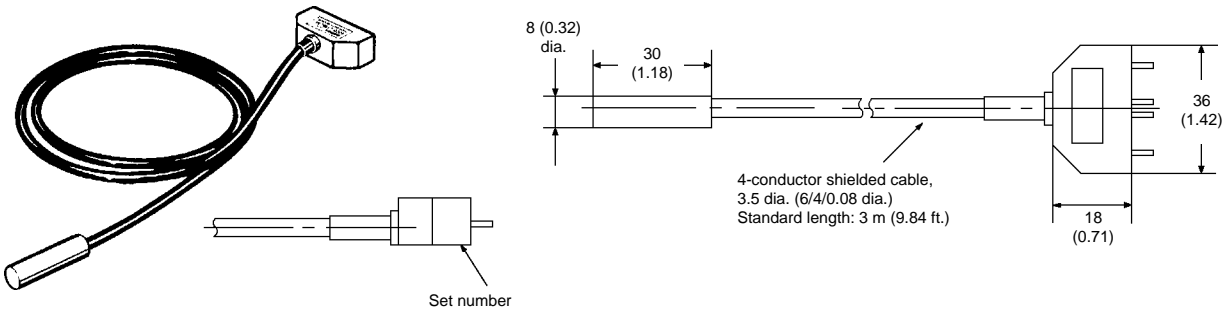 8 (0.32)
dia.
30
(1.18)
36
(1.42)
4-conductor shielded cable,
3.5 dia. (6/4/0.08 dia.)
Standard length: 3 m (9.84 ft.)
18
(0.71)
Set number